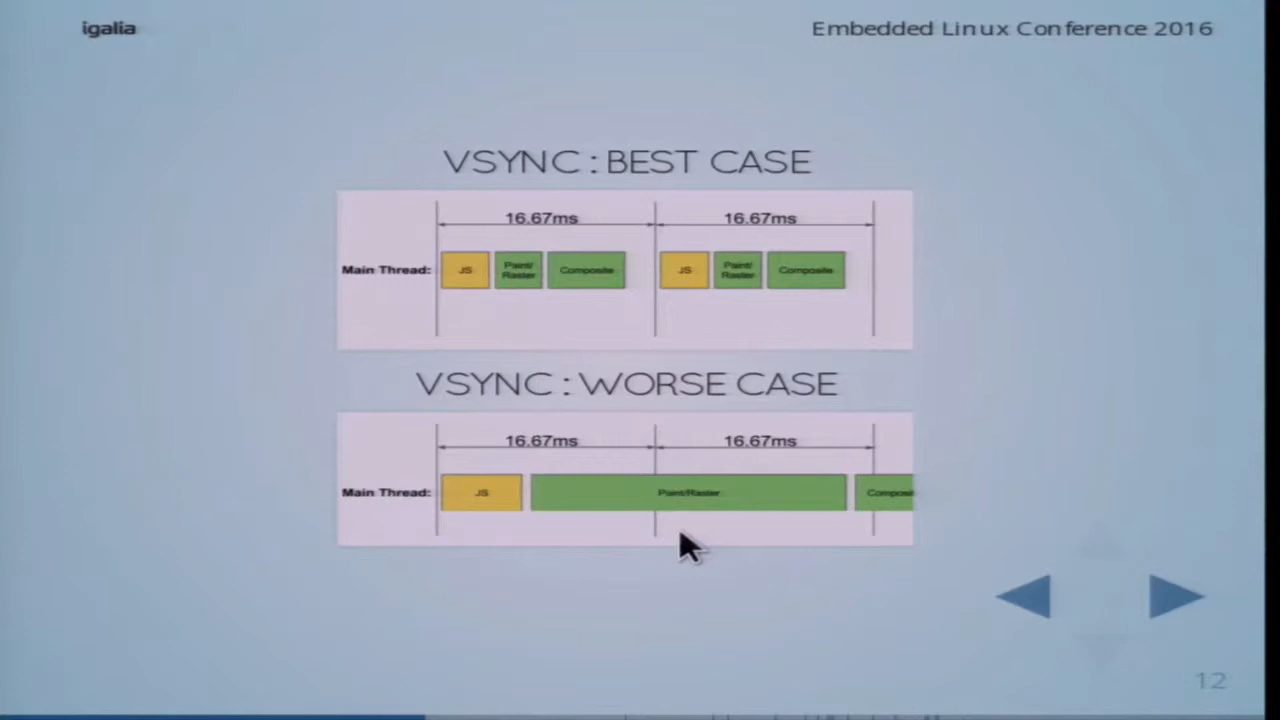 igalia
Embedded Linux Conference 2016
VSYNC : BEST CASE
16.67ms 16.67ms
Main Thread: JS Paint/ Raster Composite JS Paint/ Raster Composite
VSYNC : WORSE CASE
16.67ms 16.67ms
Main Thread: JS Paint/Raster Composi
12